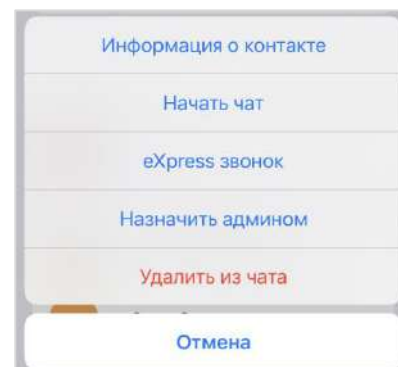 Информация о контакте
Начать чат
eXpress звонок
Назначить админом
Удалить из чата
Отмена